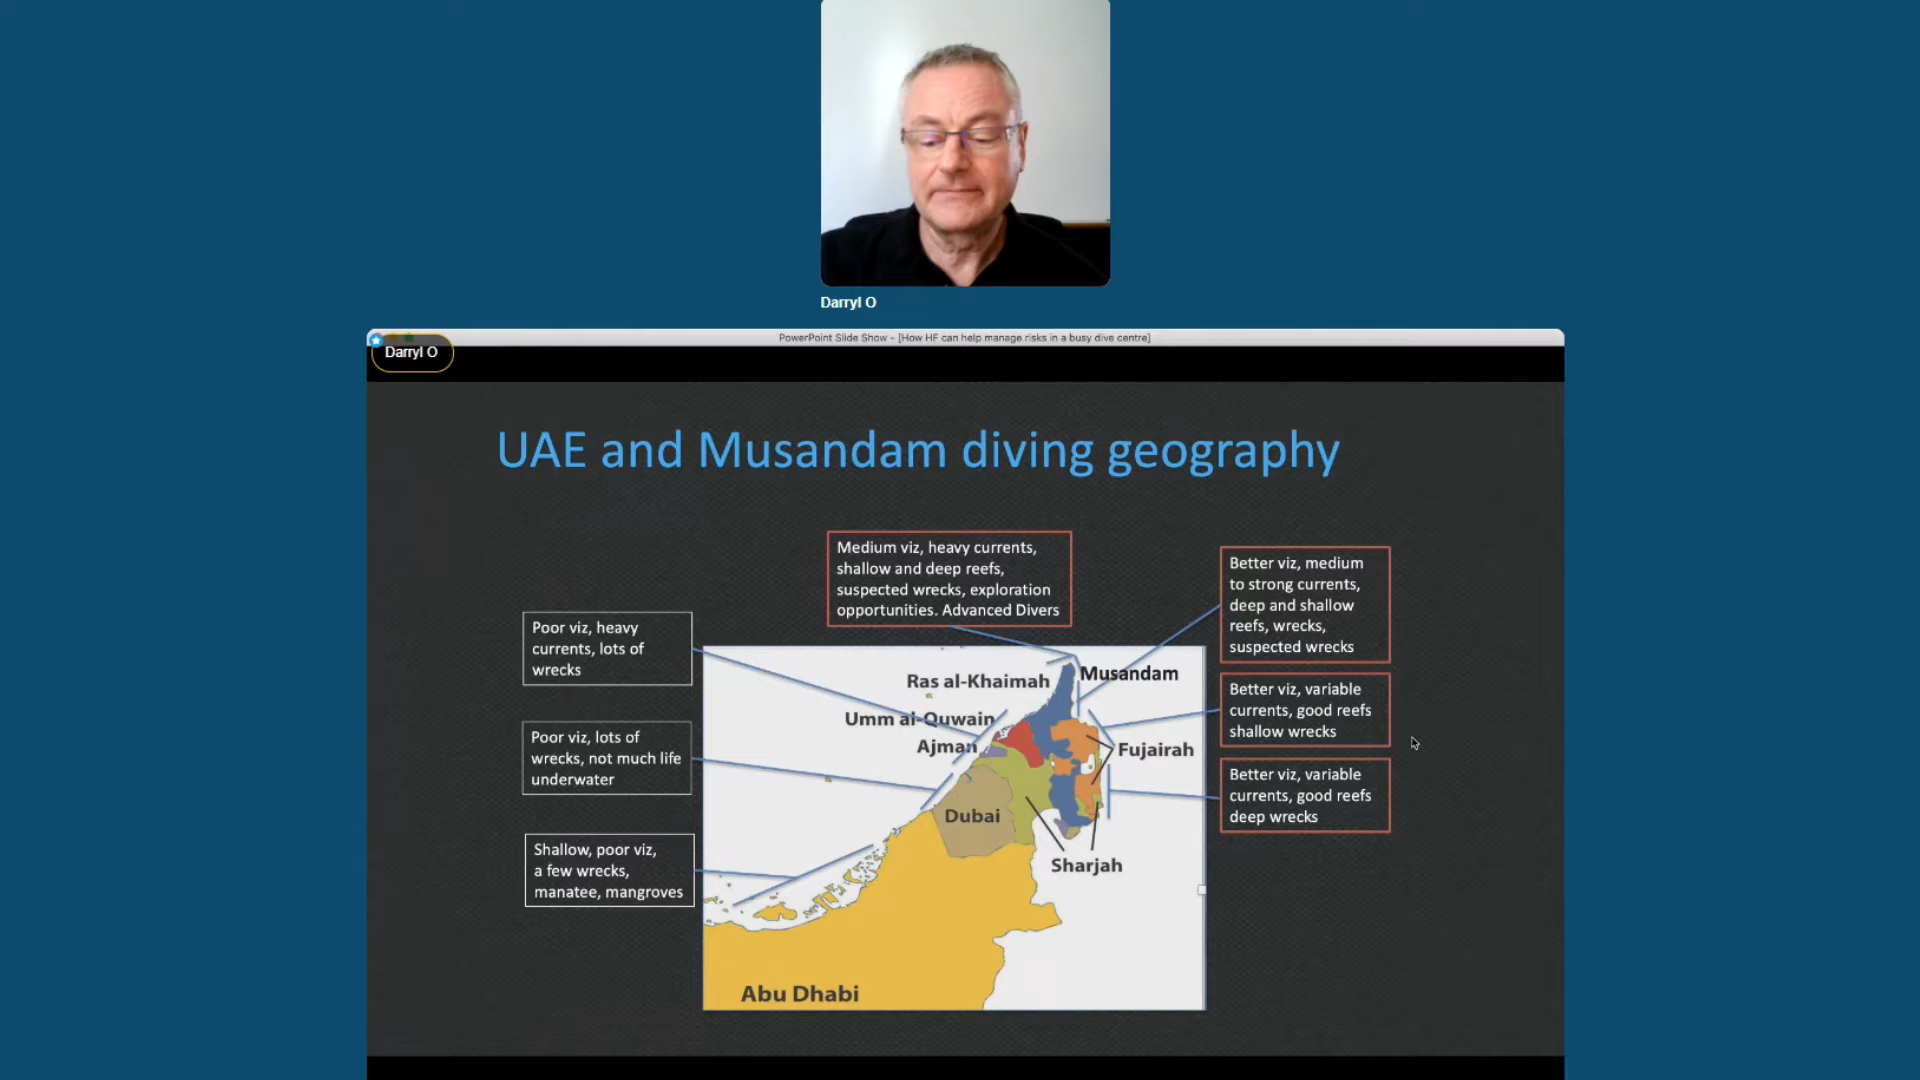 Darryl O
PowerPoint Slide Show - [How HF can help manage risks in a busy dive centre]
Darryl O
UAE and Musandam diving geography
Medium viz, heavy currents,
shallow and deep reefs,
suspected wrecks, exploration
opportunities. Advanced Divers
Better viz, medium
to strong currents,
deep and shallow
reefs, wrecks,
suspected wrecks
Poor viz, heavy
currents, lots of
wrecks
Better viz, variable
currents, good reefs
shallow wrecks
Poor viz, lots of
wrecks, not much life
underwater
Better viz, variable
currents, good reefs
deep wrecks
Shallow, poor viz,
a few wrecks,
manatee, mangroves
Musandam
Ras al-Khaimah
Umm al-Quwain
Ajman
Fujairah
Dubai
Sharjah
Abu Dhabi